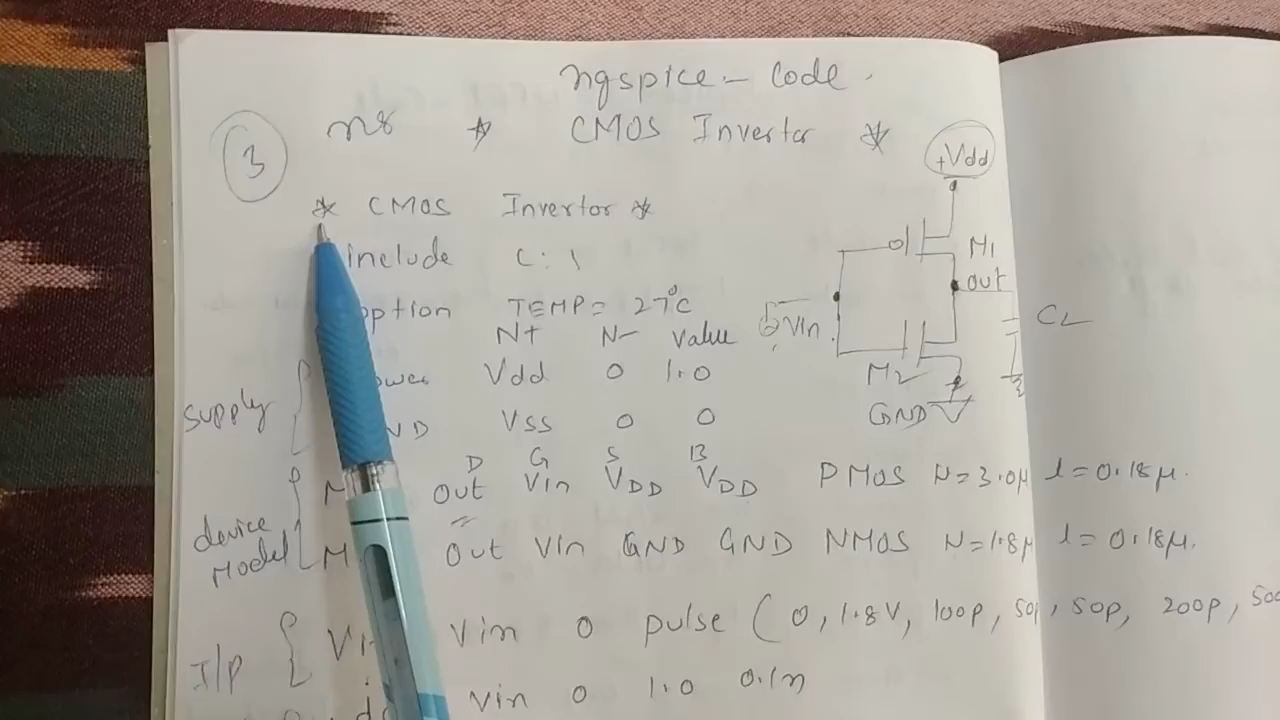 ngspice - Code.
3
* CMOS Invertor *
* CMOS Invertor *
include C:\
option TEMP = 27°C
N+ N- Value
Supply
Vdd 0 1.0
VSS 0 0
D G S B
Out Vin VDD VDD PMOS W=3.0µ l=0.18µ.
device Model
Out Vin GND GND NMOS W=1.8µ l=0.18µ.
I/p
Vin 0 pulse (0, 1.8V, 100p, 50p, 50p, 200p,
Vin 0 1.0 0.1n
+Vdd
M1
out
Vin
CL
M2
GND